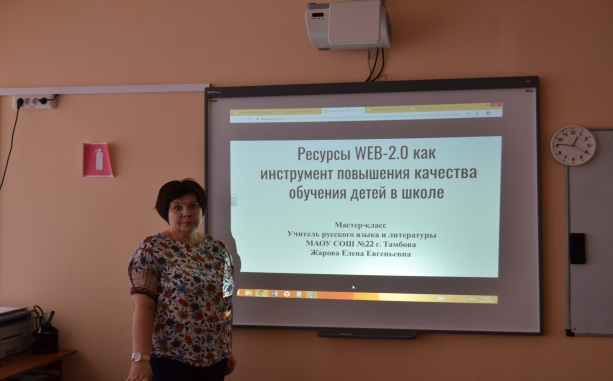 Ресурсы WEB-2.0 как
инструмент повышения качества
обучения детей в школе
Мастер-класс
Учитель русского языка и литературы
МАОУ СОШ №22 г. Тамбова
Жарова Елена Евгеньевна